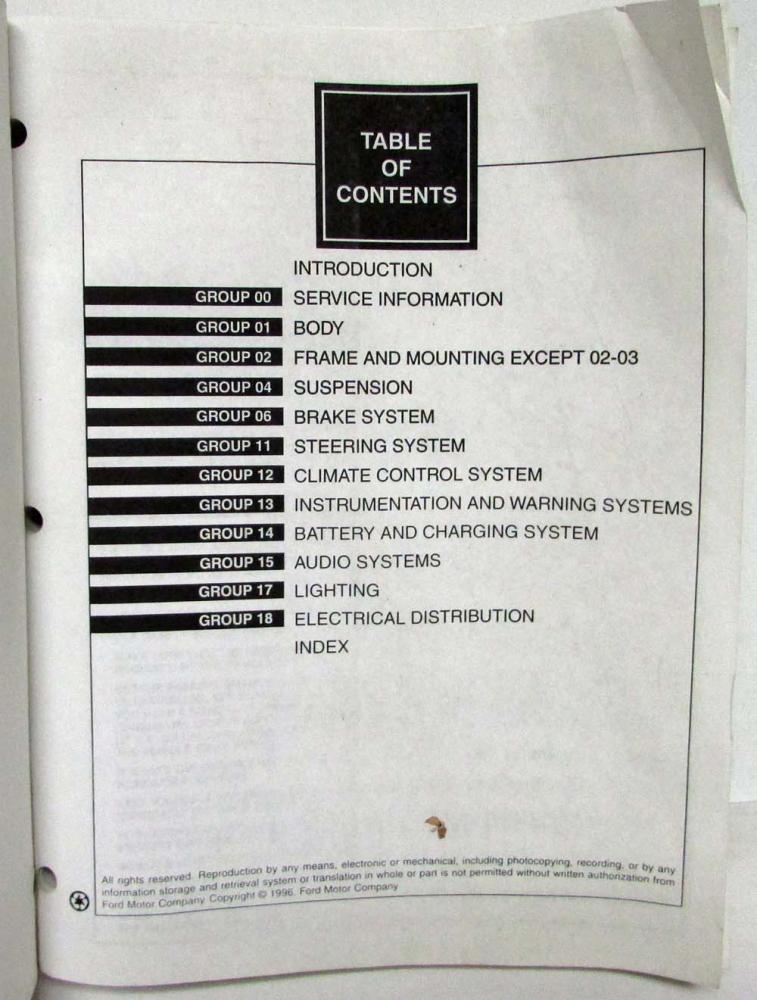 TABLE
OF
CONTENTS
INTRODUCTION
GROUP 00 SERVICE INFORMATION
GROUP 01 BODY
GROUP 02 FRAME AND MOUNTING EXCEPT 02-03
GROUP 04 SUSPENSION
GROUP 06 BRAKE SYSTEM
GROUP 11 STEERING SYSTEM
GROUP 12 CLIMATE CONTROL SYSTEM
GROUP 13 INSTRUMENTATION AND WARNING SYSTEMS
GROUP 14 BATTERY AND CHARGING SYSTEM
GROUP 15 AUDIO SYSTEMS
GROUP 17 LIGHTING
GROUP 18 ELECTRICAL DISTRIBUTION
INDEX
All rights reserved. Reproduction by any means, electronic or mechanical, including photocopying, recording, or by any
information storage and retrieval system or translation in whole or part is not permitted without written authorization from
Ford Motor Company. Copyright © 1996, Ford Motor Company